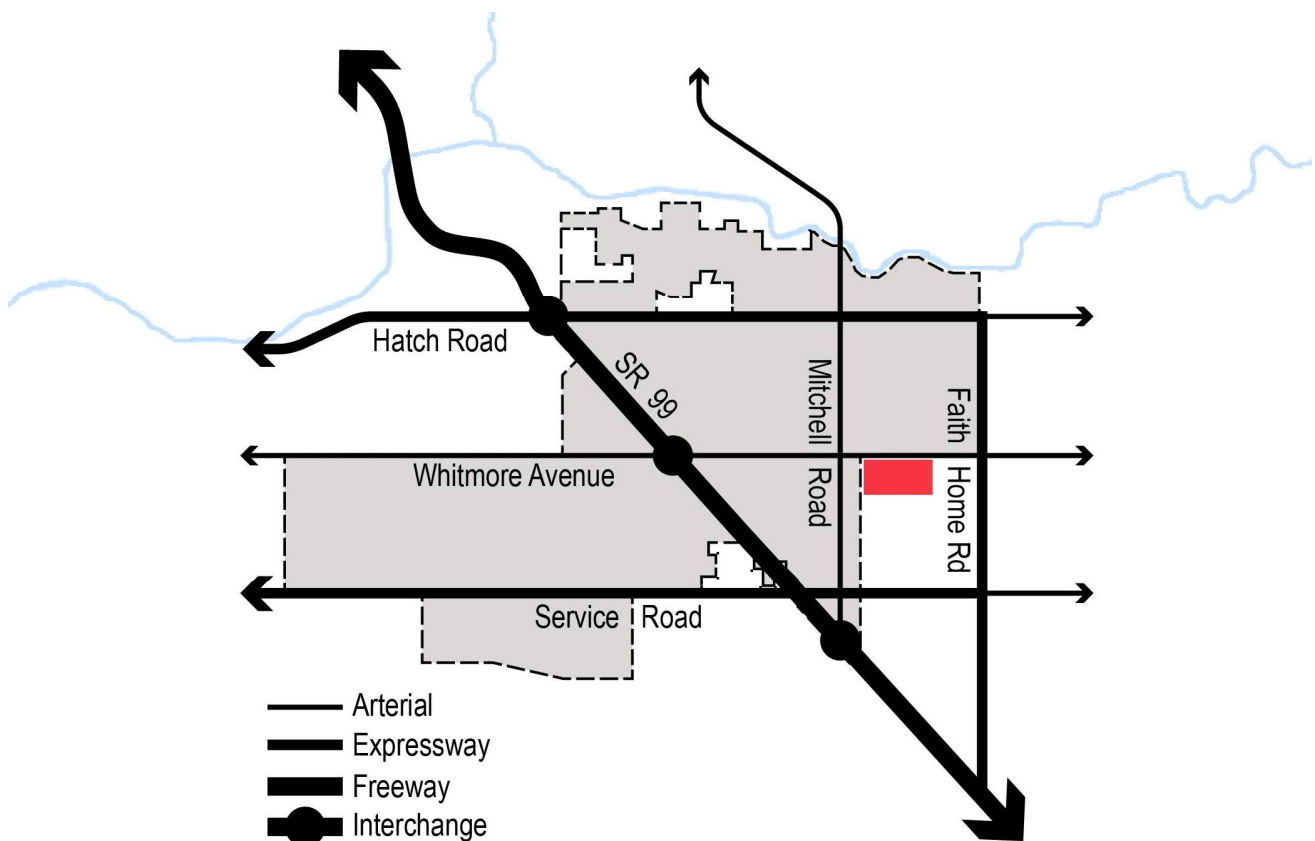 Hatch Road
SR 99
Mitchell Road
Faith Home Rd
Whitmore Avenue
Service Road
Arterial
Expressway
Freeway
Interchange